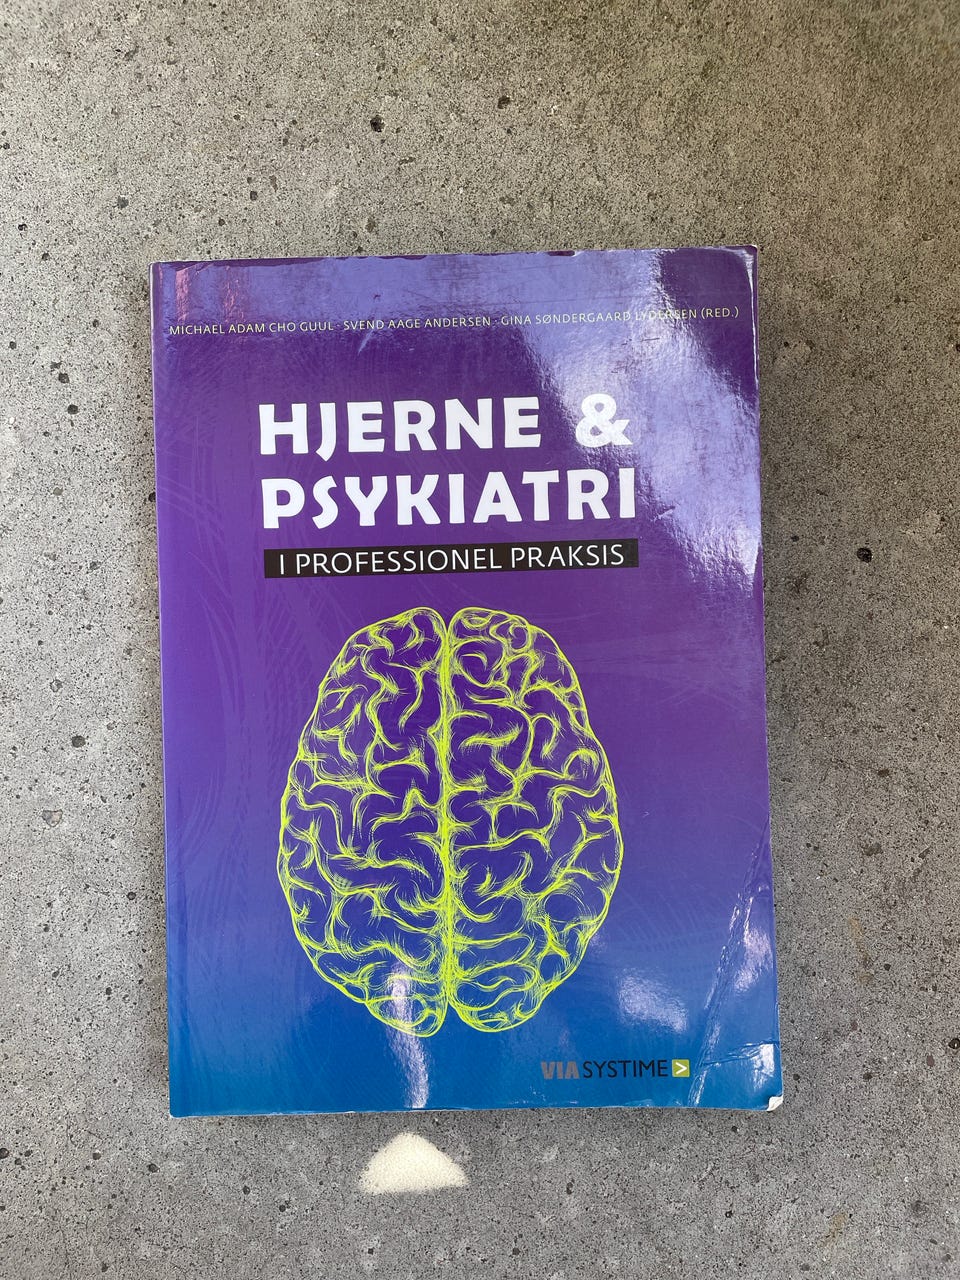 MICHAEL ADAM CHO GUUL · SVEND AAGE ANDERSEN · GINA SØNDERGAARD LYDERSEN (RED.)
HJERNE &
PSYKIATRI
I PROFESSIONEL PRAKSIS
VIA SYSTIME